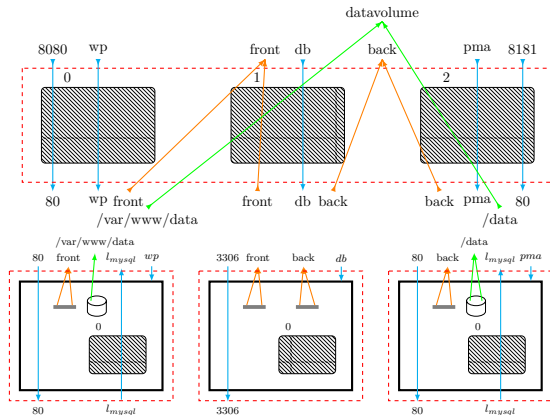 datavolume
8080 wp front db back pma 8181
0 1 2
80 wp front front db back back pma 80
/var/www/data /data
/var/www/data /data
80 front l_mysql wp 3306 front back db 80 back l_mysql pma
0 0 0
80 l_mysql 3306 80 l_mysql